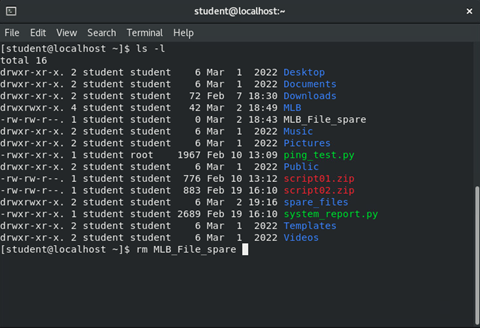 student@localhost:~
File Edit View Search Terminal Help
[student@localhost ~]$ ls -l
total 16
drwxr-xr-x. 2 student student    6 Mar  1  2022 Desktop
drwxr-xr-x. 2 student student    6 Mar  1  2022 Documents
drwxr-xr-x. 2 student student   72 Feb  7 18:30 Downloads
drwxrwxr-x. 4 student student   42 Mar  2 18:49 MLB
-rw-rw-r--. 1 student student    0 Mar  2 18:43 MLB_File_spare
drwxr-xr-x. 2 student student    6 Mar  1  2022 Music
drwxr-xr-x. 2 student student    6 Mar  1  2022 Pictures
-rwxr-xr-x. 1 student root    1967 Feb 10 13:09 ping_test.py
drwxr-xr-x. 2 student student    6 Mar  1  2022 Public
-rw-rw-r--. 1 student student  776 Feb 10 13:12 script01.zip
-rw-rw-r--. 1 student student  883 Feb 19 16:10 script02.zip
drwxrwxr-x. 2 student student    6 Mar  2 19:16 spare_files
-rwxr-xr-x. 1 student student 2689 Feb 19 16:10 system_report.py
drwxr-xr-x. 2 student student    6 Mar  1  2022 Templates
drwxr-xr-x. 2 student student    6 Mar  1  2022 Videos
[student@localhost ~]$ rm MLB_File_spare